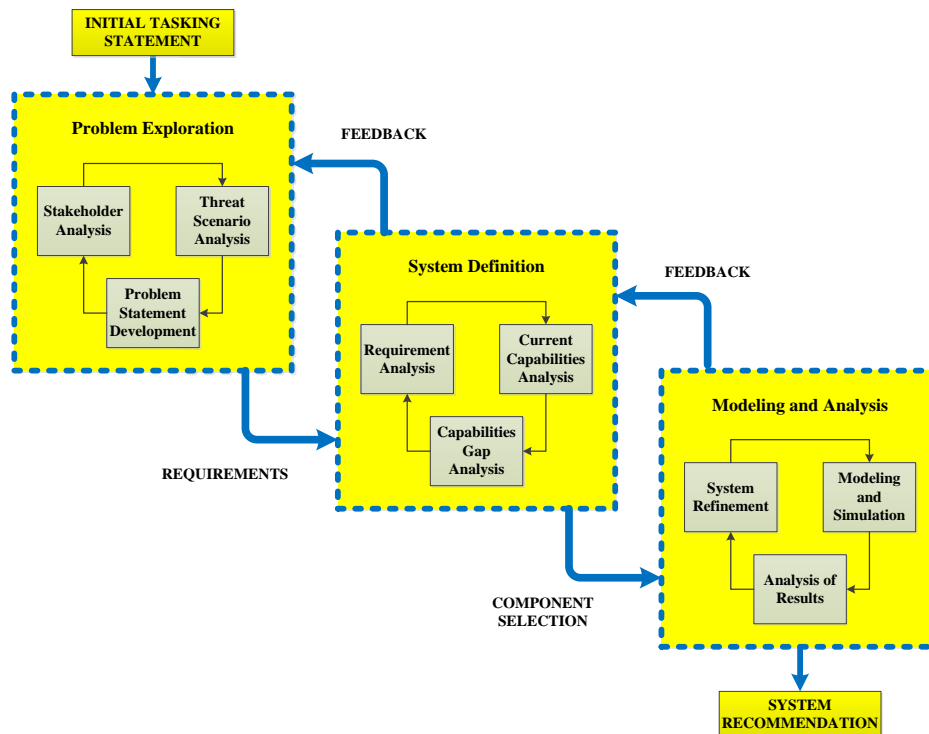 INITIAL TASKING
STATEMENT
Problem Exploration
Stakeholder
Analysis
Threat
Scenario
Analysis
Problem
Statement
Development
FEEDBACK
REQUIREMENTS
System Definition
Requirement
Analysis
Current
Capabilities
Analysis
Capabilities
Gap
Analysis
FEEDBACK
COMPONENT
SELECTION
Modeling and Analysis
System
Refinement
Modeling
and
Simulation
Analysis of
Results
SYSTEM
RECOMMENDATION